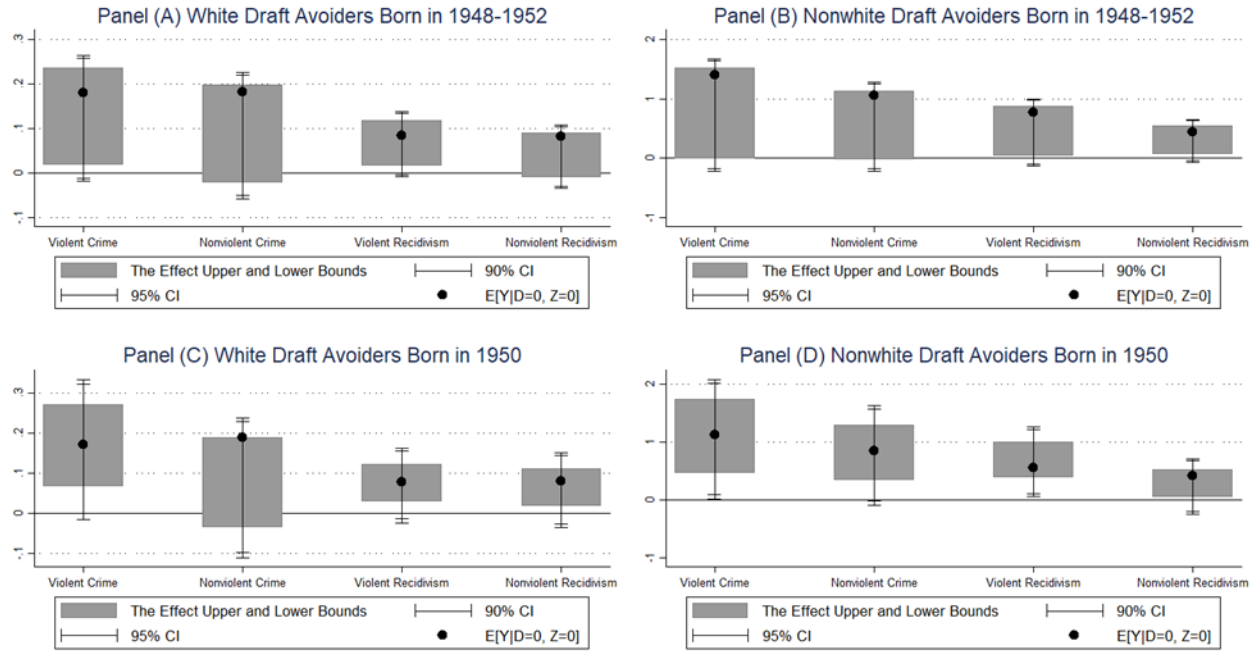 Panel (A) White Draft Avoiders Born in 1948-1952
.3
.2
.1
0
-.1
Violent Crime Nonviolent Crime Violent Recidivism Nonviolent Recidivism
The Effect Upper and Lower Bounds 90% CI
95% CI E[Y|D=0, Z=0]
Panel (B) Nonwhite Draft Avoiders Born in 1948-1952
2
1
0
-1
Violent Crime Nonviolent Crime Violent Recidivism Nonviolent Recidivism
The Effect Upper and Lower Bounds 90% CI
95% CI E[Y|D=0, Z=0]
Panel (C) White Draft Avoiders Born in 1950
.3
.2
.1
0
-.1
Violent Crime Nonviolent Crime Violent Recidivism Nonviolent Recidivism
The Effect Upper and Lower Bounds 90% CI
95% CI E[Y|D=0, Z=0]
Panel (D) Nonwhite Draft Avoiders Born in 1950
2
1
0
-1
Violent Crime Nonviolent Crime Violent Recidivism Nonviolent Recidivism
The Effect Upper and Lower Bounds 90% CI
95% CI E[Y|D=0, Z=0]